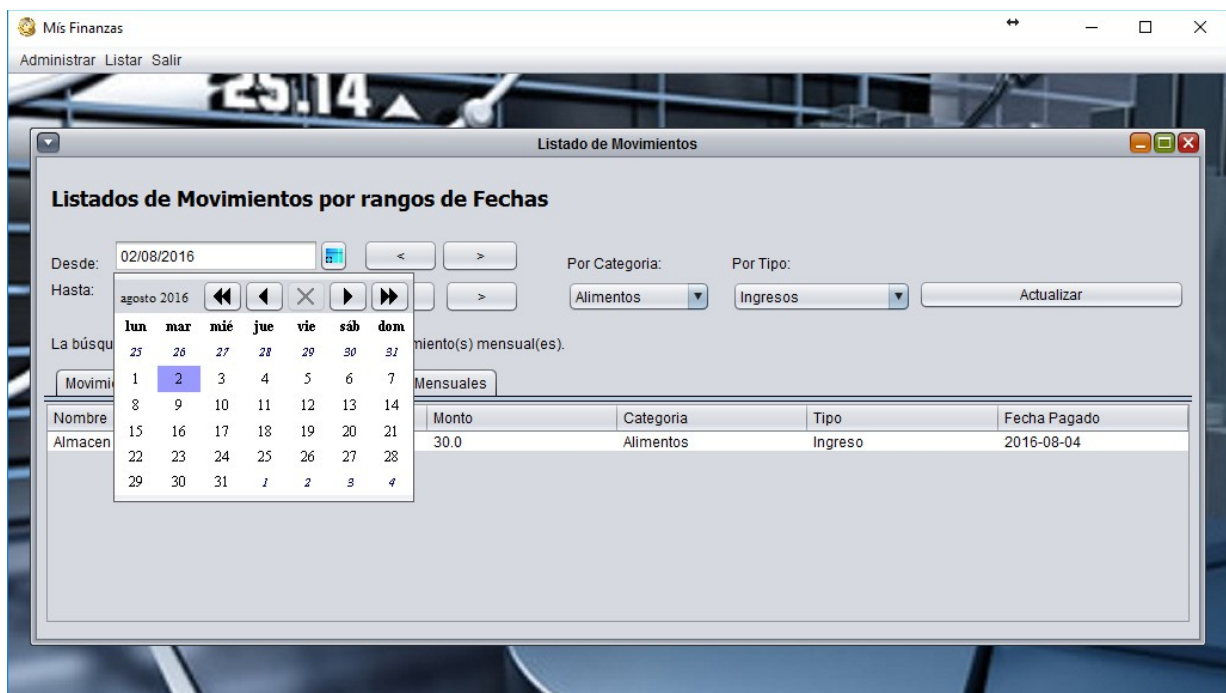 Mís Finanzas
Administrar Listar Salir
25.14
Listado de Movimientos
Listados de Movimientos por rangos de Fechas
Desde: 02/08/2016 < > Por Categoria: Por Tipo:
Hasta: > Alimentos Ingresos Actualizar
agosto 2016
lun mar mié jue vie sáb dom
25 26 27 28 29 30 31
1 2 3 4 5 6 7
8 9 10 11 12 13 14
15 16 17 18 19 20 21
22 23 24 25 26 27 28
29 30 31 1 2 3 4
La mensual(es).
Mensuales
Nombre Monto Categoria Tipo Fecha Pagado
Almacen 30.0 Alimentos Ingreso 2016-08-04